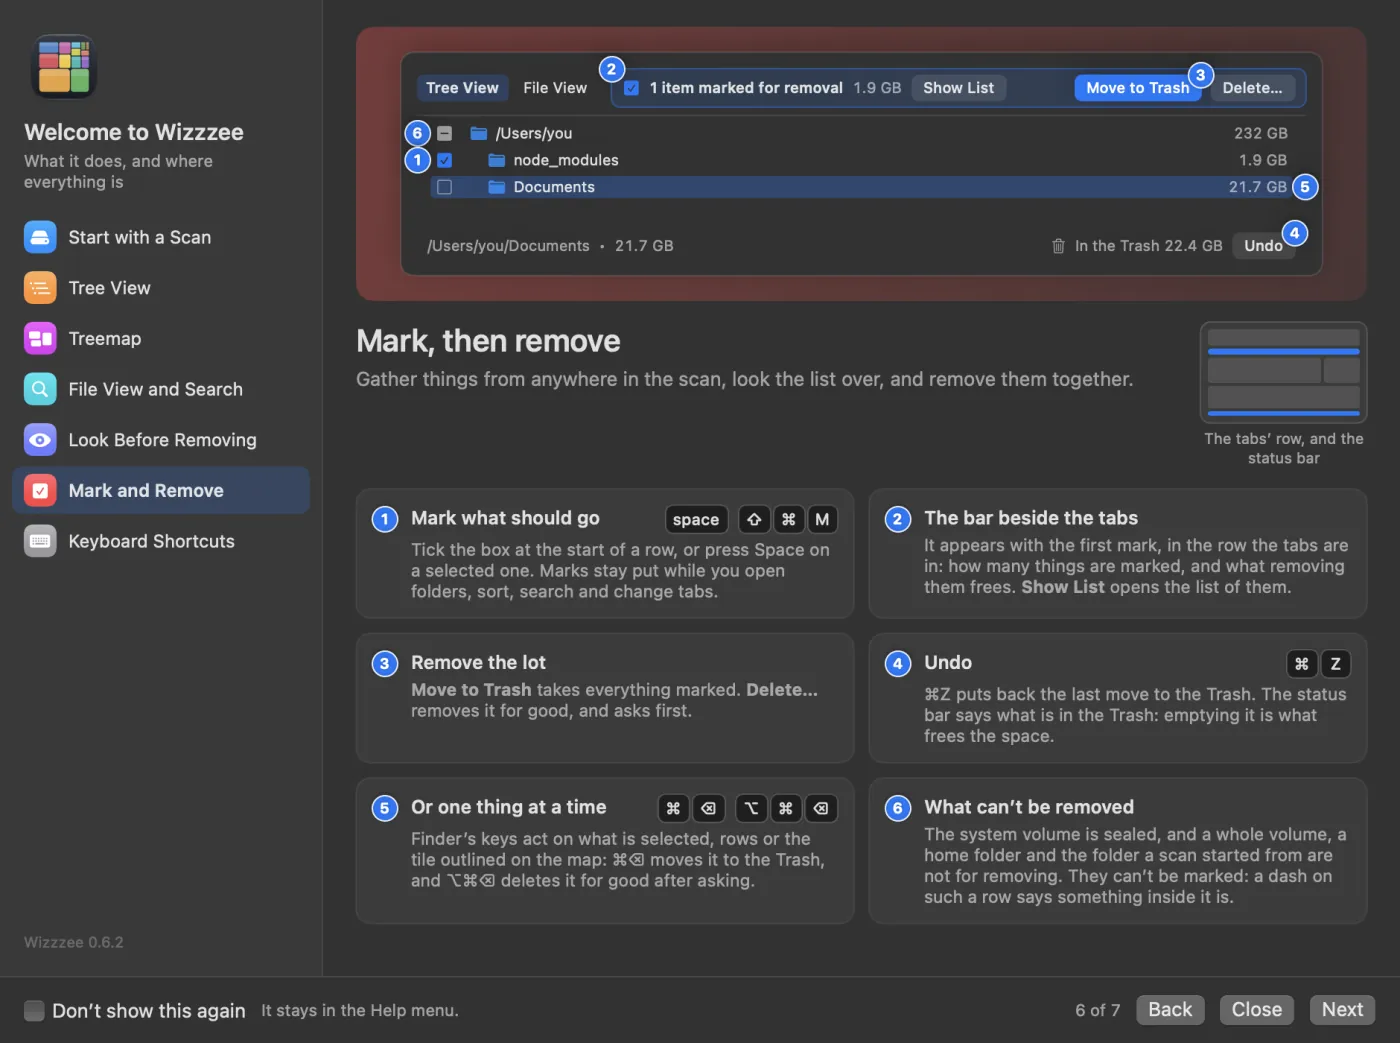 Welcome to Wizzzee
What it does, and where
everything is
Start with a Scan
Tree View
Treemap
File View and Search
Look Before Removing
Mark and Remove
Keyboard Shortcuts
Wizzzee 0.6.2
Tree View File View 2 1 item marked for removal 1.9 GB Show List Move to Trash 3 Delete...
6 /Users/you 232 GB
1 node_modules 1.9 GB
Documents 21.7 GB 5
/Users/you/Documents • 21.7 GB In the Trash 22.4 GB Undo 4
Mark, then remove
Gather things from anywhere in the scan, look the list over, and remove them together.
The tabs’ row, and the
status bar
1 Mark what should go space ⇧ ⌘ M
Tick the box at the start of a row, or press Space on
a selected one. Marks stay put while you open
folders, sort, search and change tabs.
2 The bar beside the tabs
It appears with the first mark, in the row the tabs are
in: how many things are marked, and what removing
them frees. Show List opens the list of them.
3 Remove the lot
Move to Trash takes everything marked. Delete...
removes it for good, and asks first.
4 Undo ⌘ Z
⌘Z puts back the last move to the Trash. The status
bar says what is in the Trash: emptying it is what
frees the space.
5 Or one thing at a time ⌘ ⌫ ⌥ ⌘ ⌫
Finder’s keys act on what is selected, rows or the
tile outlined on the map: ⌘⌫ moves it to the Trash,
and ⌥⌘⌫ deletes it for good after asking.
6 What can’t be removed
The system volume is sealed, and a whole volume, a
home folder and the folder a scan started from are
not for removing. They can’t be marked: a dash on
such a row says something inside it is.
Don’t show this again It stays in the Help menu.
6 of 7 Back Close Next